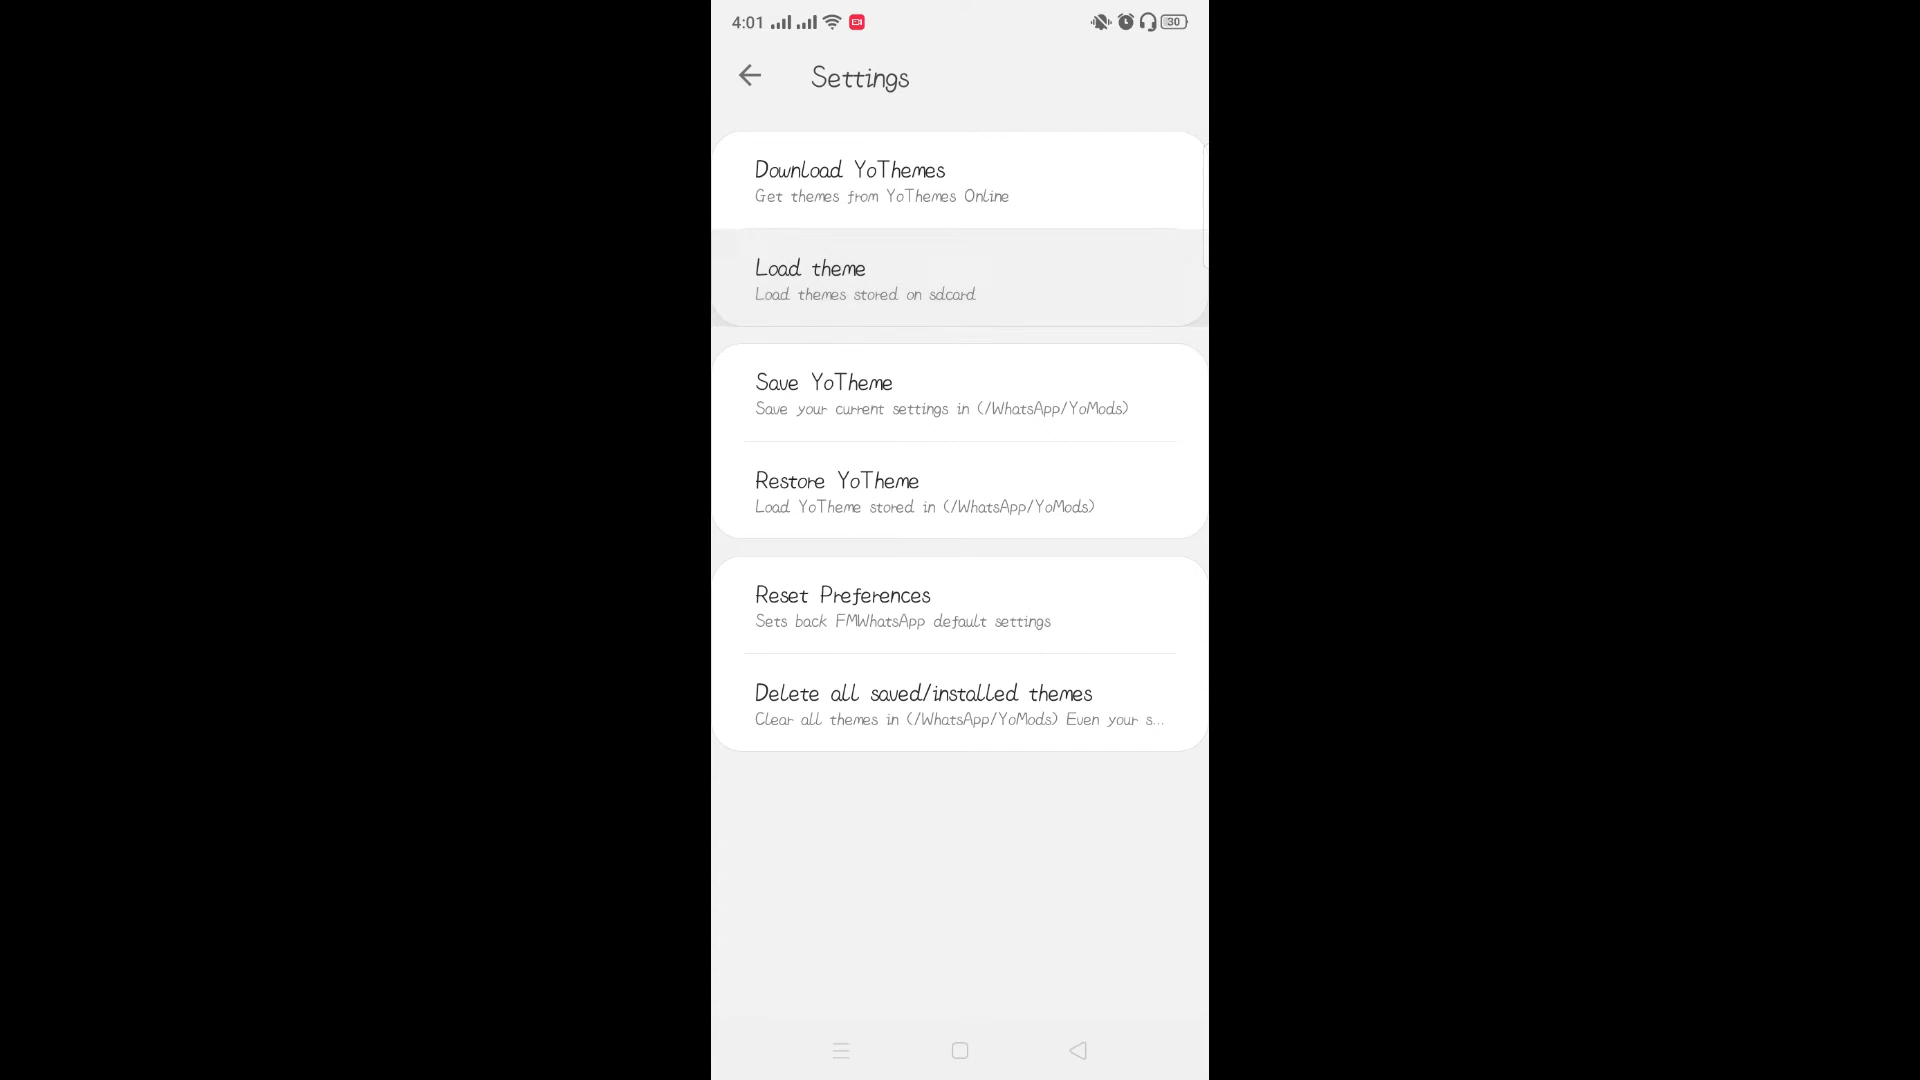 4:01 30
Settings
Download YoThemes
Get themes from YoThemes Online
Load theme
Load themes stored on sdcard
Save YoTheme
Save your current settings in (/WhatsApp/YoMods)
Restore YoTheme
Load YoTheme stored in (/WhatsApp/YoMods)
Reset Preferences
Sets back FMWhatsApp default settings
Delete all saved/installed themes
Clear all themes in (/WhatsApp/YoMods) Even your s...